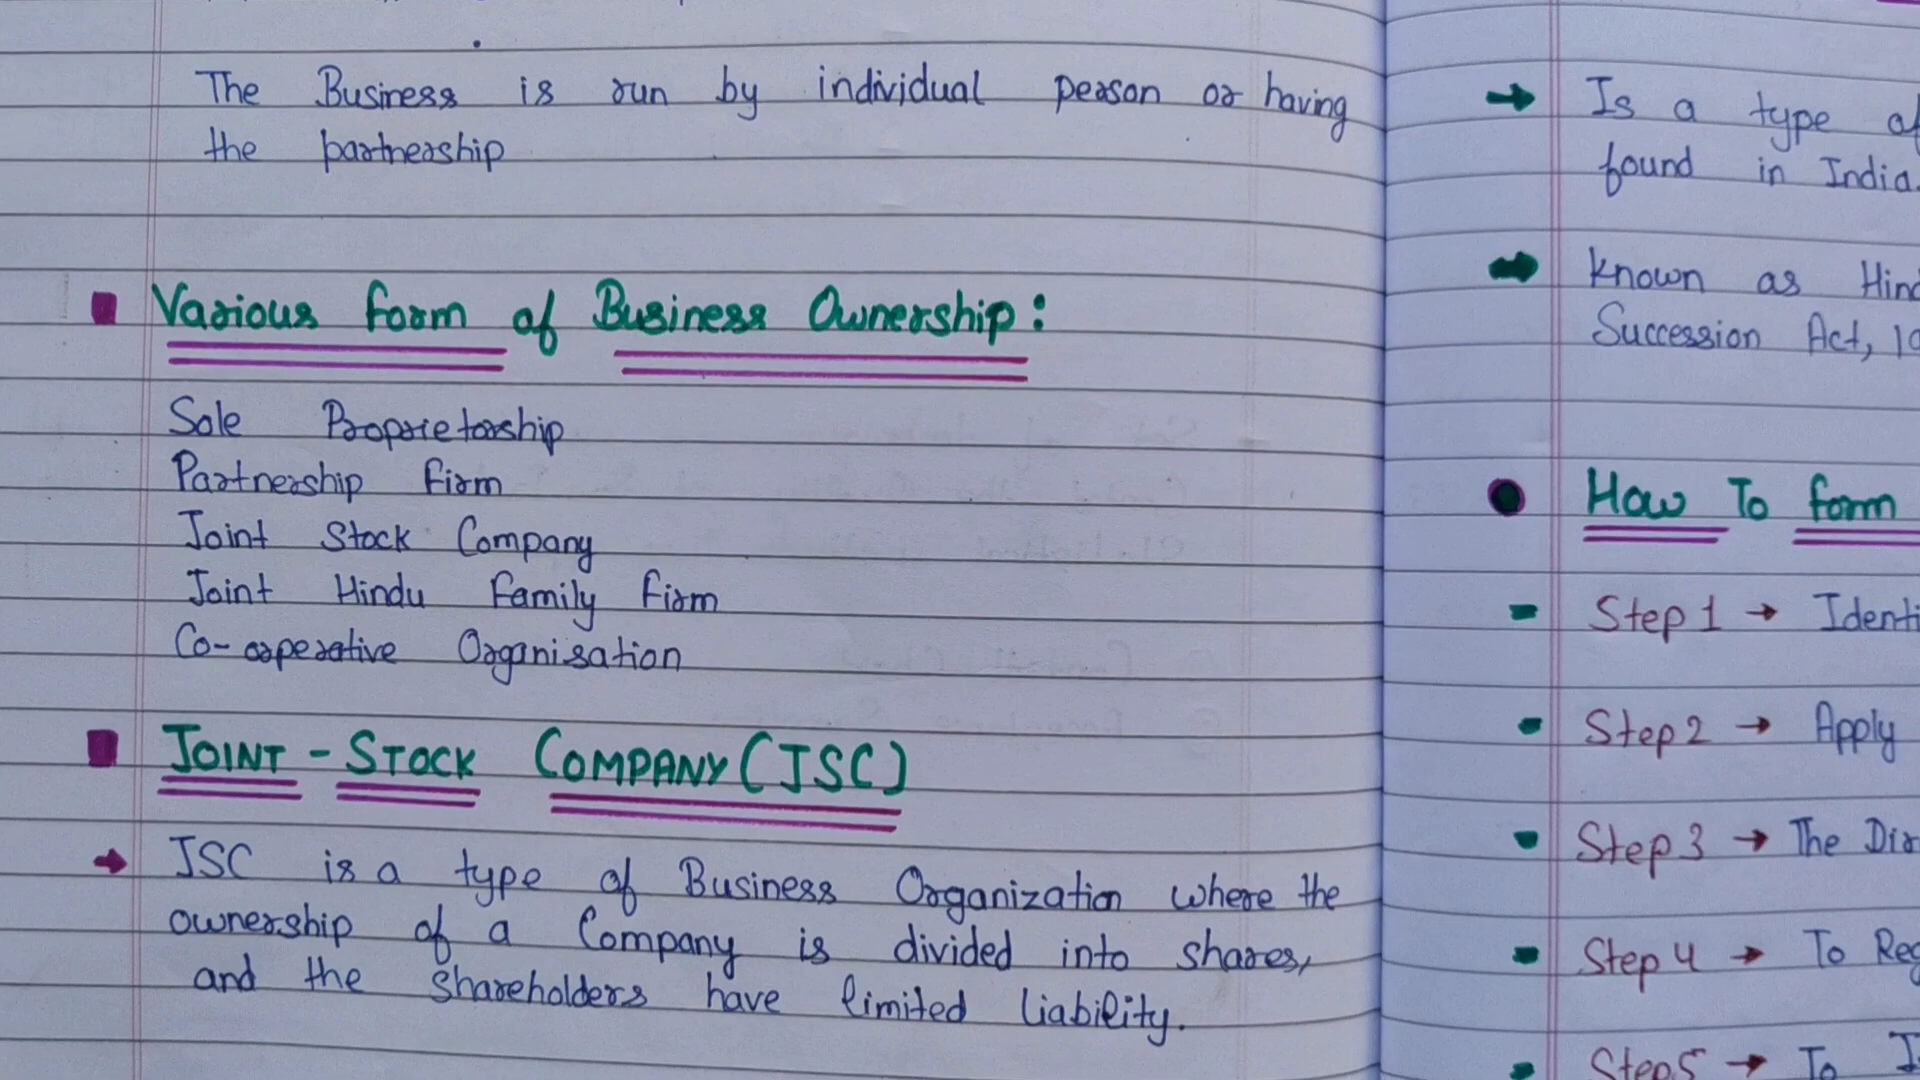 The Business is run by individual person or having
the partnership
Various form of Business Ownership:
Sole Proprietorship
Partnership firm
Joint Stock Company
Joint Hindu Family firm
Co-operative Organisation
JOINT-STOCK COMPANY (JSC)
JSC is a type of Business Organization where the
ownership of a Company is divided into shares,
and the shareholders have limited liability.
Is a type of
found in India.
Known as
Succession Act,
How To form
Step 1 →
Step 2 → Apply
Step 3 → The
Step 4 → To
Step 5 → To